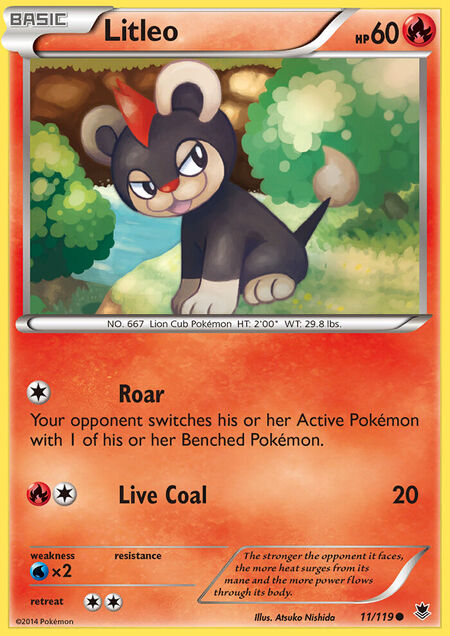 BASIC Litleo HP60
NO. 667 Lion Cub Pokémon HT: 2'00" WT: 29.8 lbs.
Roar
Your opponent switches his or her Active Pokémon
with 1 of his or her Benched Pokémon.
Live Coal 20
weakness resistance
×2
retreat
The stronger the opponent it faces,
the more heat surges from its
mane and the more power flows
through its body.
©2014 Pokémon Illus. Atsuko Nishida 11/119